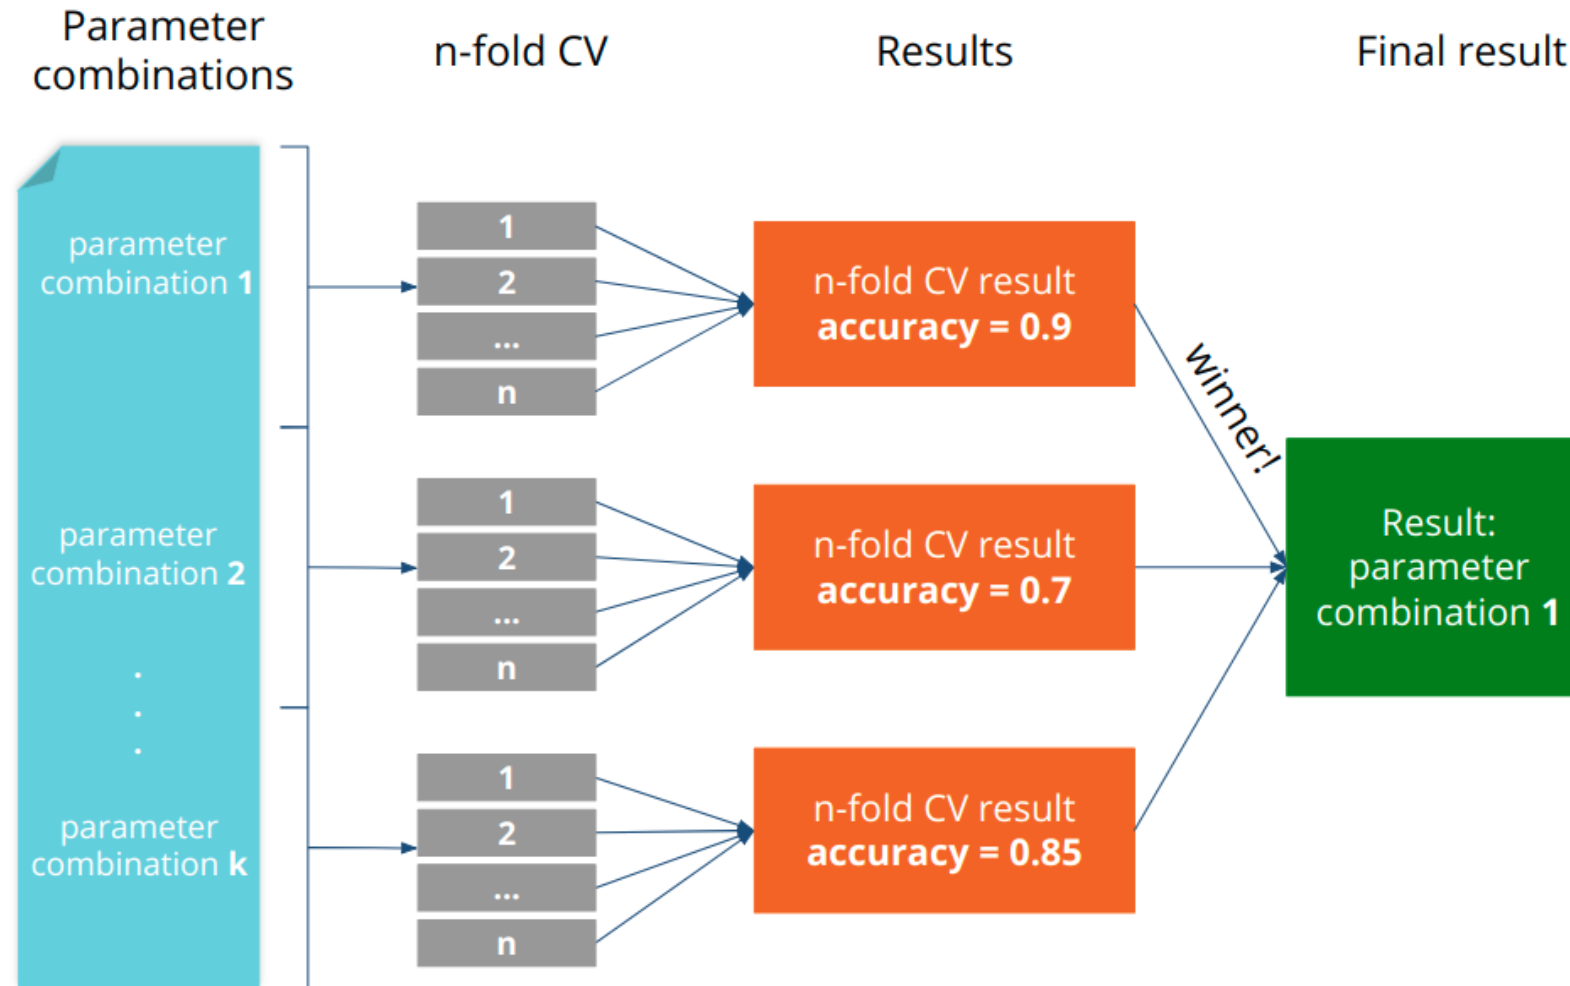 Parameter
combinations
n-fold CV
Results
Final result
parameter
combination 1
1
2
...
n
n-fold CV result
accuracy = 0.9
winner!
parameter
combination 2
1
2
...
n
n-fold CV result
accuracy = 0.7
Result:
parameter
combination 1
.
.
.
parameter
combination k
1
2
...
n
n-fold CV result
accuracy = 0.85